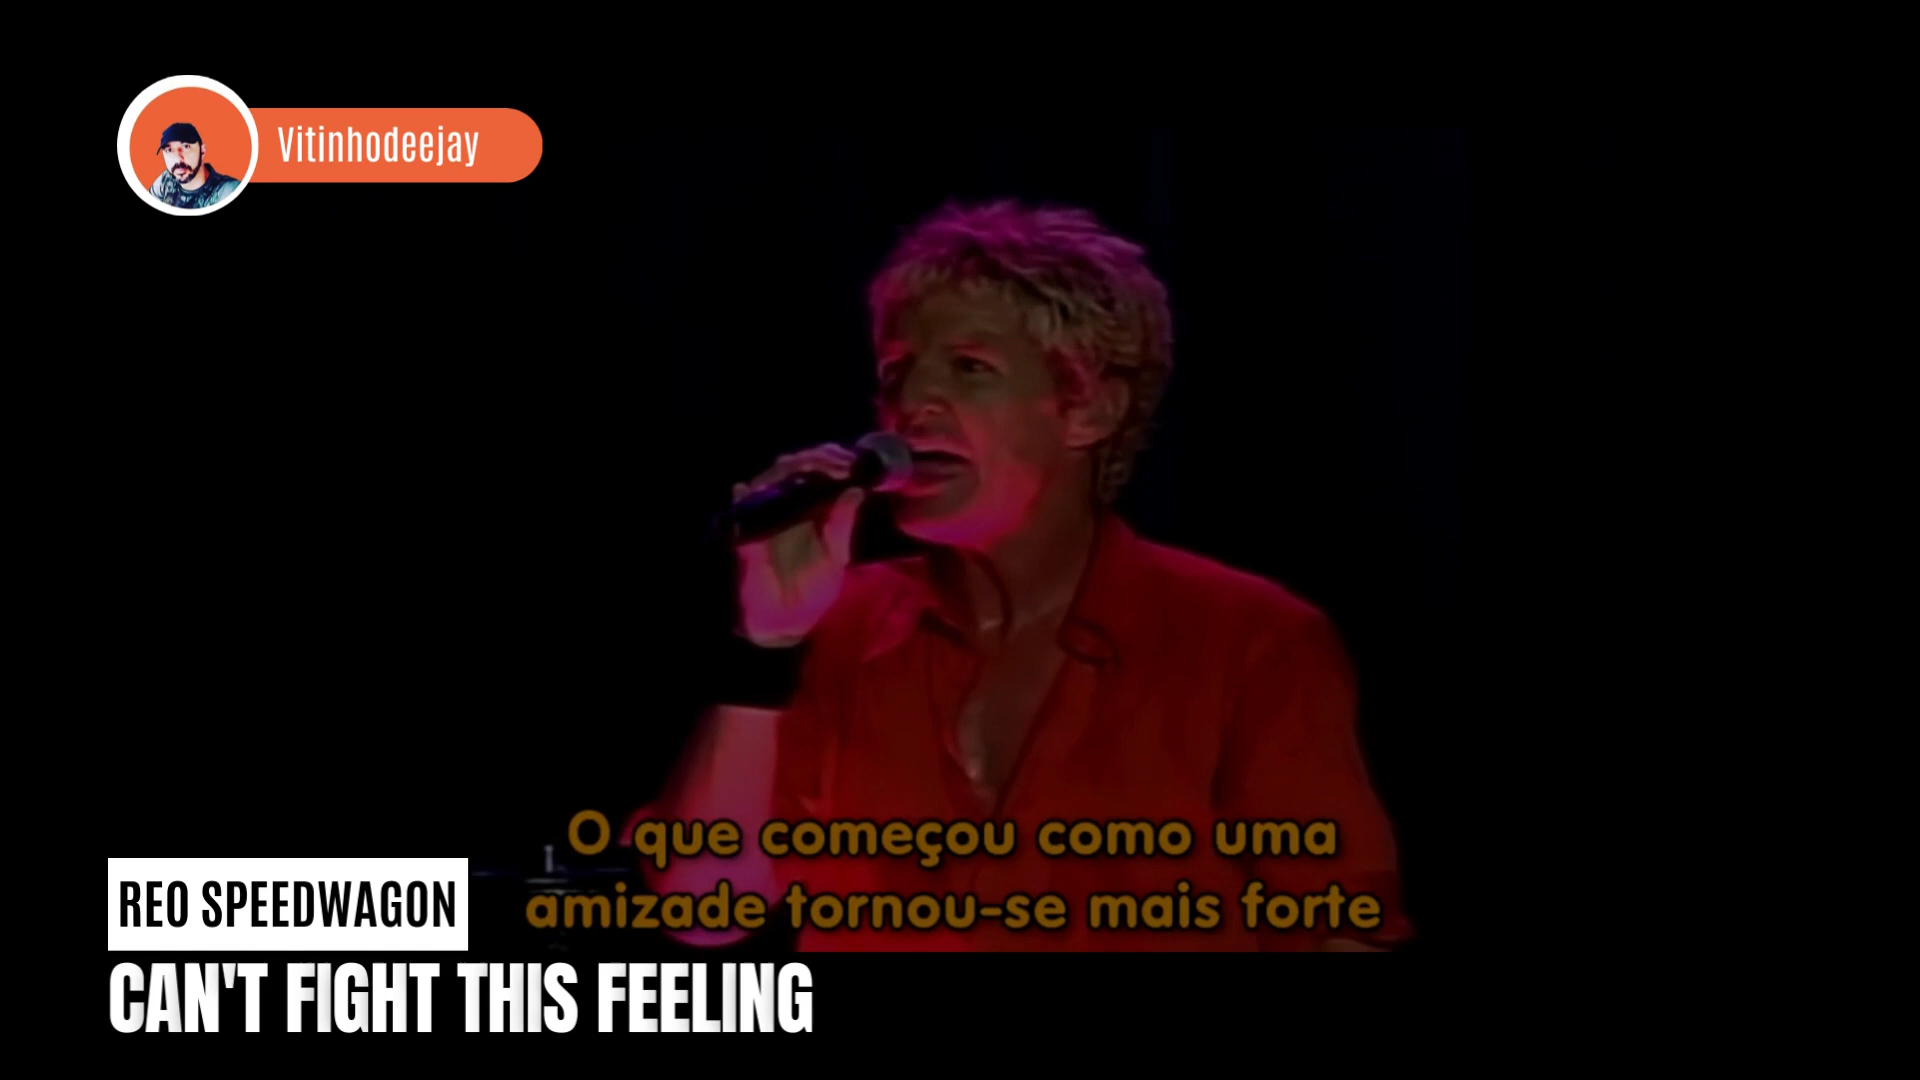 Vitinhodeejay
O que começou como uma
amizade tornou-se mais forte
REO SPEEDWAGON
CAN'T FIGHT THIS FEELING